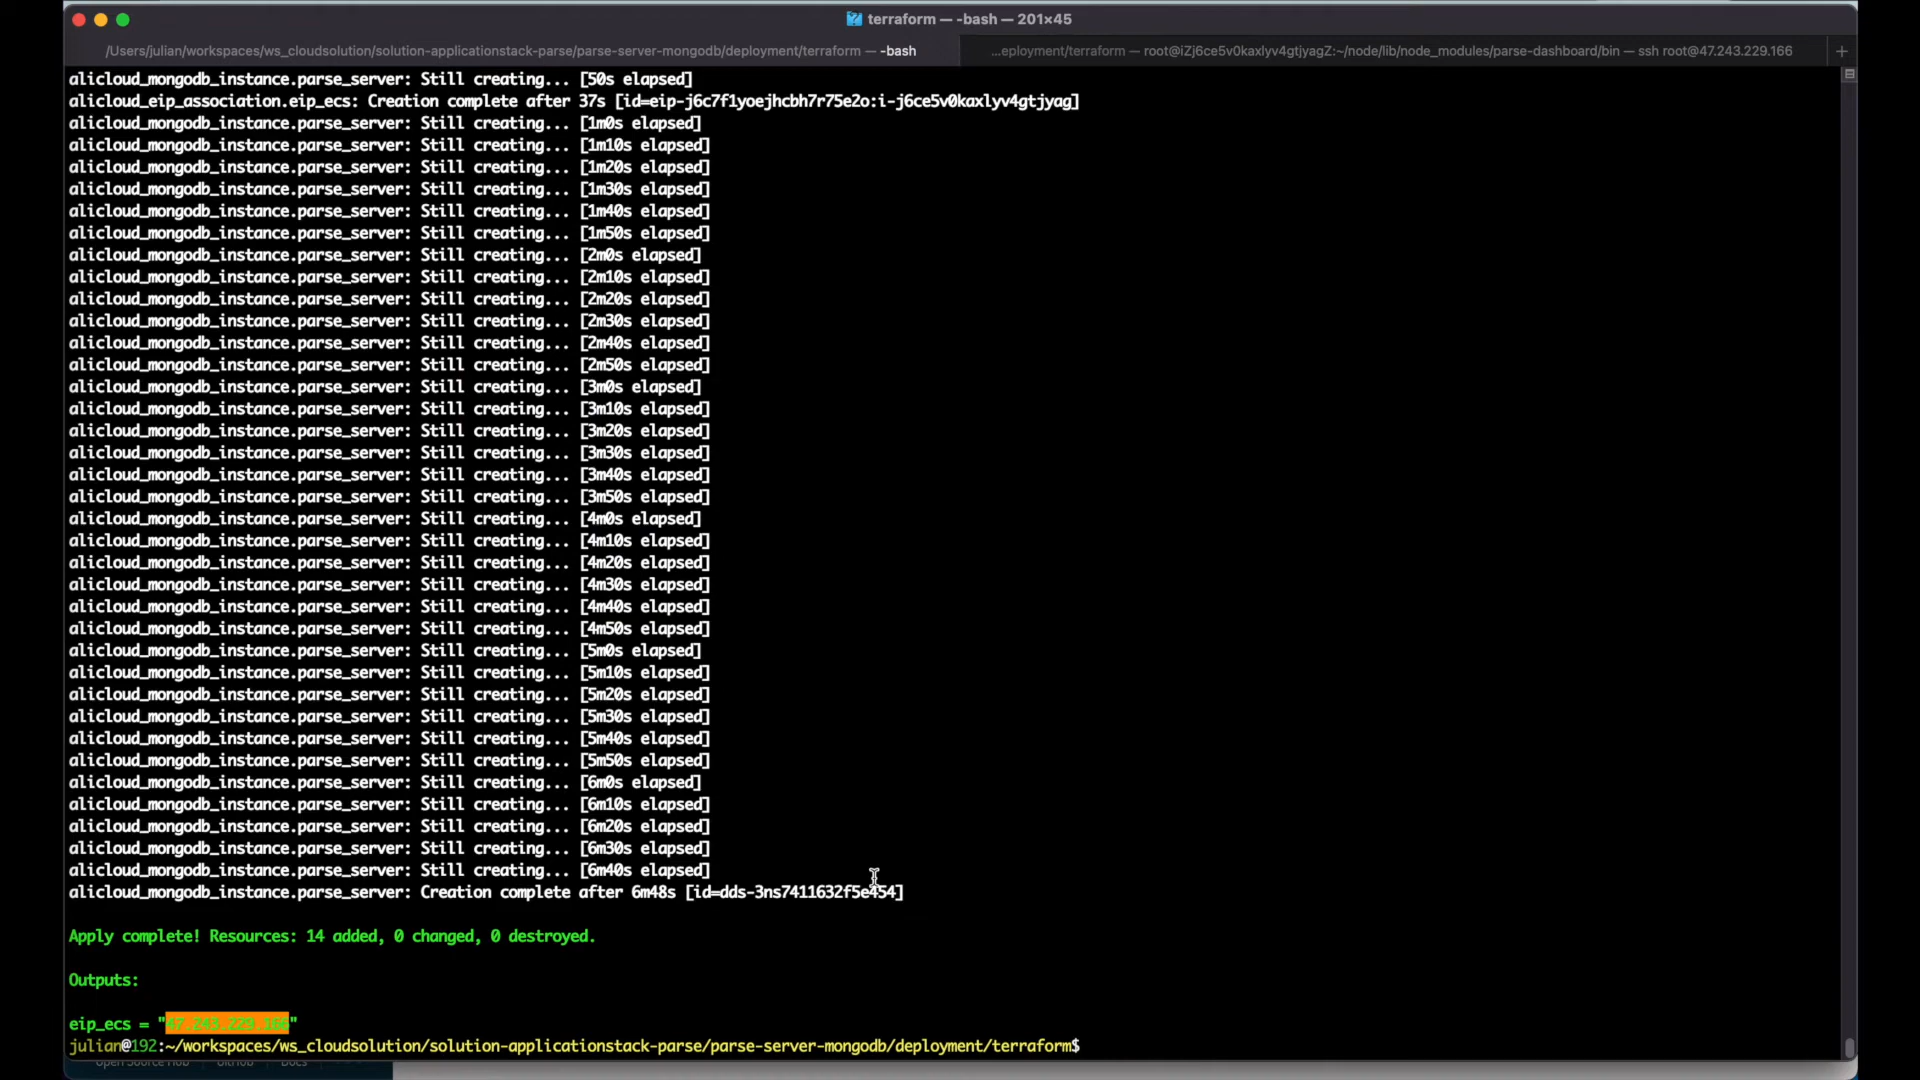 terraform — -bash — 201×45
/Users/julian/workspaces/ws_cloudsolution/solution-applicationstack-parse/parse-server-mongodb/deployment/terraform — -bash
...eployment/terraform — root@iZj6ce5v0kaxlyv4gtjyagZ:~/node/lib/node_modules/parse-dashboard/bin — ssh root@47.243.229.166
alicloud_mongodb_instance.parse_server: Still creating... [50s elapsed]
alicloud_eip_association.eip_ecs: Creation complete after 37s [id=eip-j6c7f1yoejhcbh7r75e2o:i-j6ce5v0kaxlyv4gtjyag]
alicloud_mongodb_instance.parse_server: Still creating... [1m0s elapsed]
alicloud_mongodb_instance.parse_server: Still creating... [1m10s elapsed]
alicloud_mongodb_instance.parse_server: Still creating... [1m20s elapsed]
alicloud_mongodb_instance.parse_server: Still creating... [1m30s elapsed]
alicloud_mongodb_instance.parse_server: Still creating... [1m40s elapsed]
alicloud_mongodb_instance.parse_server: Still creating... [1m50s elapsed]
alicloud_mongodb_instance.parse_server: Still creating... [2m0s elapsed]
alicloud_mongodb_instance.parse_server: Still creating... [2m10s elapsed]
alicloud_mongodb_instance.parse_server: Still creating... [2m20s elapsed]
alicloud_mongodb_instance.parse_server: Still creating... [2m30s elapsed]
alicloud_mongodb_instance.parse_server: Still creating... [2m40s elapsed]
alicloud_mongodb_instance.parse_server: Still creating... [2m50s elapsed]
alicloud_mongodb_instance.parse_server: Still creating... [3m0s elapsed]
alicloud_mongodb_instance.parse_server: Still creating... [3m10s elapsed]
alicloud_mongodb_instance.parse_server: Still creating... [3m20s elapsed]
alicloud_mongodb_instance.parse_server: Still creating... [3m30s elapsed]
alicloud_mongodb_instance.parse_server: Still creating... [3m40s elapsed]
alicloud_mongodb_instance.parse_server: Still creating... [3m50s elapsed]
alicloud_mongodb_instance.parse_server: Still creating... [4m0s elapsed]
alicloud_mongodb_instance.parse_server: Still creating... [4m10s elapsed]
alicloud_mongodb_instance.parse_server: Still creating... [4m20s elapsed]
alicloud_mongodb_instance.parse_server: Still creating... [4m30s elapsed]
alicloud_mongodb_instance.parse_server: Still creating... [4m40s elapsed]
alicloud_mongodb_instance.parse_server: Still creating... [4m50s elapsed]
alicloud_mongodb_instance.parse_server: Still creating... [5m0s elapsed]
alicloud_mongodb_instance.parse_server: Still creating... [5m10s elapsed]
alicloud_mongodb_instance.parse_server: Still creating... [5m20s elapsed]
alicloud_mongodb_instance.parse_server: Still creating... [5m30s elapsed]
alicloud_mongodb_instance.parse_server: Still creating... [5m40s elapsed]
alicloud_mongodb_instance.parse_server: Still creating... [5m50s elapsed]
alicloud_mongodb_instance.parse_server: Still creating... [6m0s elapsed]
alicloud_mongodb_instance.parse_server: Still creating... [6m10s elapsed]
alicloud_mongodb_instance.parse_server: Still creating... [6m20s elapsed]
alicloud_mongodb_instance.parse_server: Still creating... [6m30s elapsed]
alicloud_mongodb_instance.parse_server: Still creating... [6m40s elapsed]
alicloud_mongodb_instance.parse_server: Creation complete after 6m48s [id=dds-3ns7411632f5e454]
Apply complete! Resources: 14 added, 0 changed, 0 destroyed.
Outputs:
eip_ecs = "47.243.229.166"
julian@192:~/workspaces/ws_cloudsolution/solution-applicationstack-parse/parse-server-mongodb/deployment/terraform$
Open Source Hub GitHub Docs